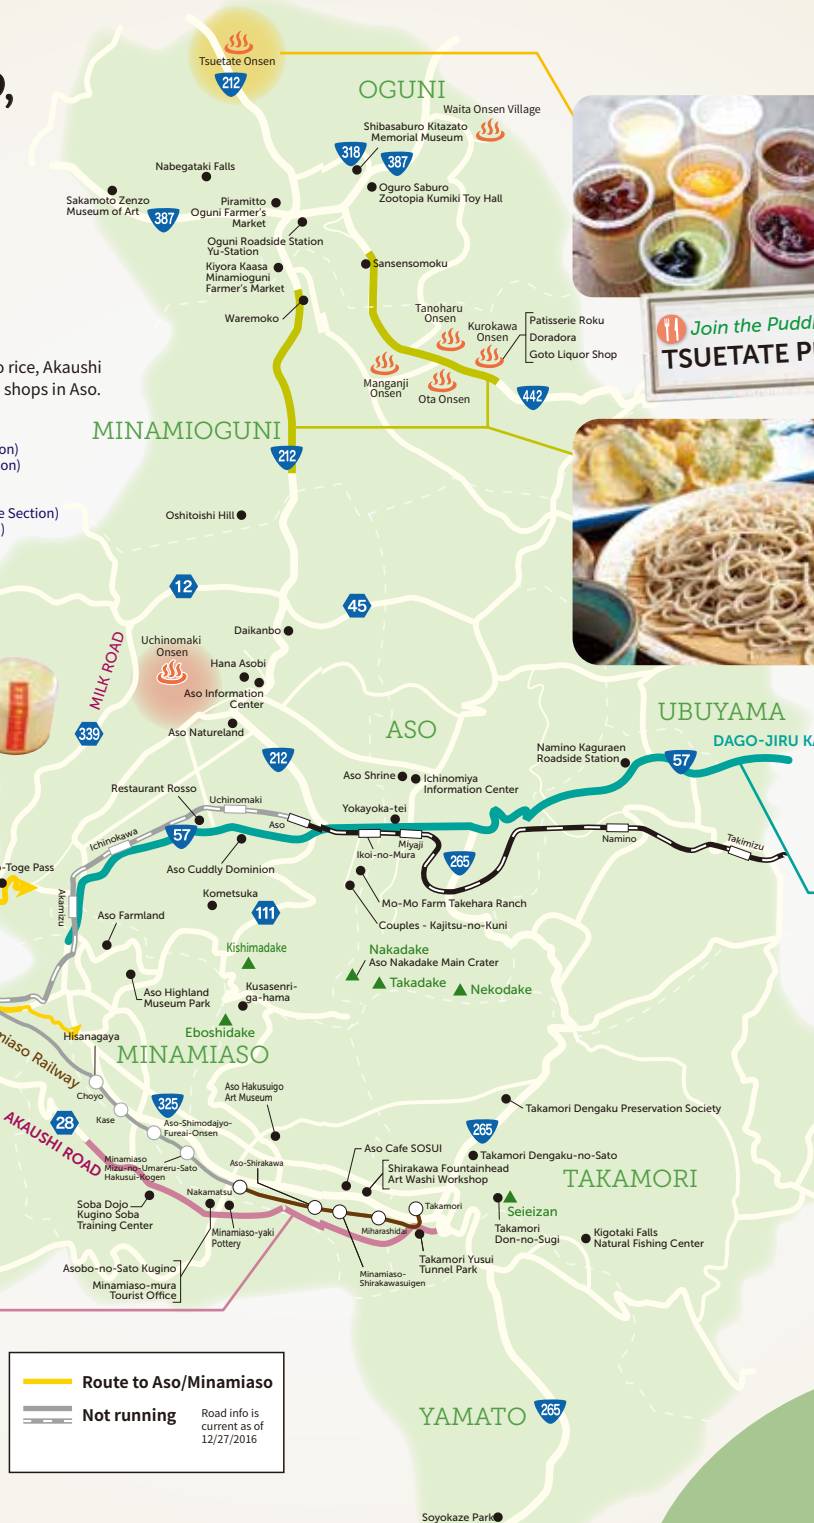 Tsuetate Onsen
212
OGUNI
Waita Onsen Village
Shibasaburo Kitazato
Memorial Museum
318
387
Nabegataki Falls
Sakamoto Zenzo
Museum of Art
387
Piramitto
Oguni Farmer's
Market
Oguro Saburo
Zootopia Kumiki Toy Hall
Oguni Roadside Station
Yu-Station
Kiyora Kaasa
Minamioguni
Farmer's Market
Sansensomoku
Waremoko
Tanoharu
Onsen
Kurokawa
Onsen
Patisserie Roku
Doradora
Goto Liquor Shop
Manganji
Onsen
Ota Onsen
442
Join the Puddi
TSUETATE P
o rice, Akaushi
shops in Aso.
MINAMIOGUNI
212
on)
on)
e Section)
)
Oshitoishi Hill
12
45
Daikanbo
MILK ROAD
Uchinomaki
Onsen
Hana Asobi
Aso Information
Center
339
Aso Natureland
212
ASO
UBUYAMA
DAGO-JIRU KA
Namino Kaguraen
Roadside Station
57
Aso Shrine
Ichinomiya
Information Center
Restaurant Rosso
Uchinomaki
Yokayoka-tei
Ichinokawa
57
Aso
Ikoi-no-Mura
Miyaji
265
Namino
Takimizu
Aso Cuddly Dominion
-Toge Pass
Akamizu
Kometsuka
111
Mo-Mo Farm Takehara Ranch
Couples - Kajitsu-no-Kuni
Aso Farmland
Kishimadake
Nakadake
Aso Nakadake Main Crater
Takadake
Nekodake
Aso Highland
Museum Park
Kusasenri-
ga-hama
Eboshidake
Hisanagaya
MINAMIASO
miaso Railway
Choyo
325
Kase
Aso Hakusuigo
Art Museum
Aso-Shimodajyo-
Fureai-Onsen
28
AKAUSHI ROAD
Takamori Dengaku Preservation Society
265
Takamori Dengaku-no-Sato
Aso Cafe SOSUI
Shirakawa Fountainhead
Art Washi Workshop
Minamiaso
Mizu-no-Umareru-Sato
Hakusui-Kogen
Aso-Shirakawa
TAKAMORI
Nakamatsu
Seieizan
Soba Dojo
Kugino Soba
Training Center
Minamiaso-yaki
Pottery
Takamori
Miharashidai
Takamori
Don-no-Sugi
Kigotaki Falls
Natural Fishing Center
Takamori Yusui
Tunnel Park
Minamiaso-
Shirakawasuigen
Asobo-no-Sato Kugino
Minamiaso-mura
Tourist Office
Route to Aso/Minamiaso
Not running
Road info is
current as of
12/27/2016
YAMATO
265
Soyokaze Park